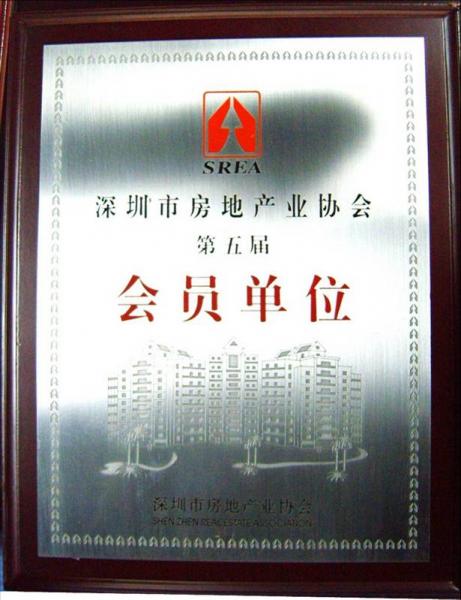 SREA
深圳市房地产业协会
第五届
会员单位
深圳市房地产业协会
SHEN ZHEN REAL ESTATE ASSOCIATION